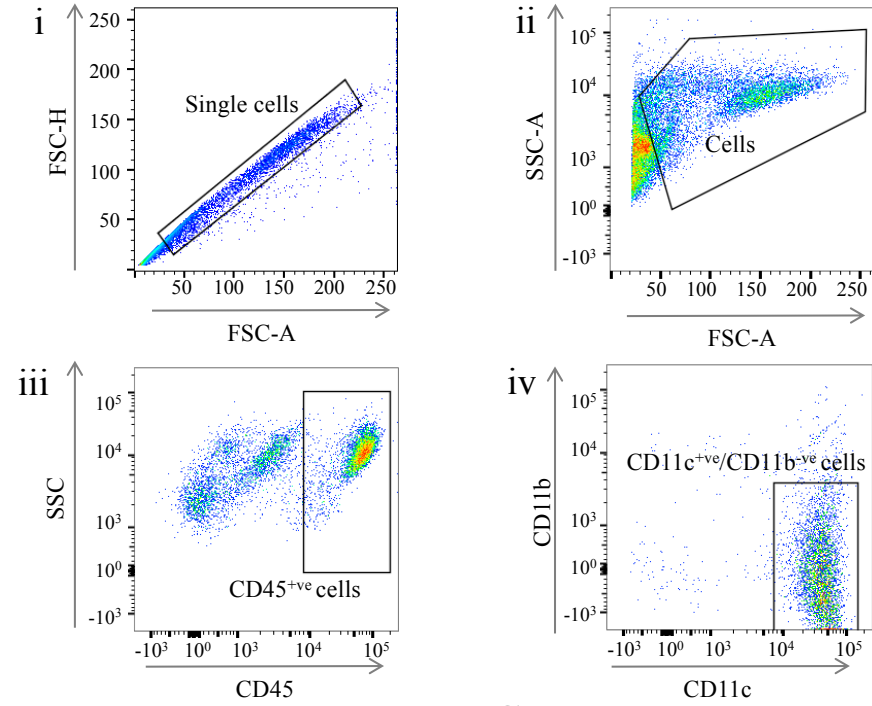 i
250
200
150
100
50
FSC-H
Single cells
50 100 150 200 250
FSC-A
ii
10⁵
10⁴
10³
10⁰
-10³
SSC-A
Cells
50 100 150 200 250
FSC-A
iii
10⁵
10⁴
10³
10⁰
-10³
SSC
CD45⁺ᵛᵉ cells
-10³ 10⁰ 10³ 10⁴ 10⁵
CD45
iv
10⁵
10⁴
10³
10⁰
-10³
CD11b
CD11c⁺ᵛᵉ/CD11b⁻ᵛᵉ cells
-10³ 10⁰ 10³ 10⁴ 10⁵
CD11c